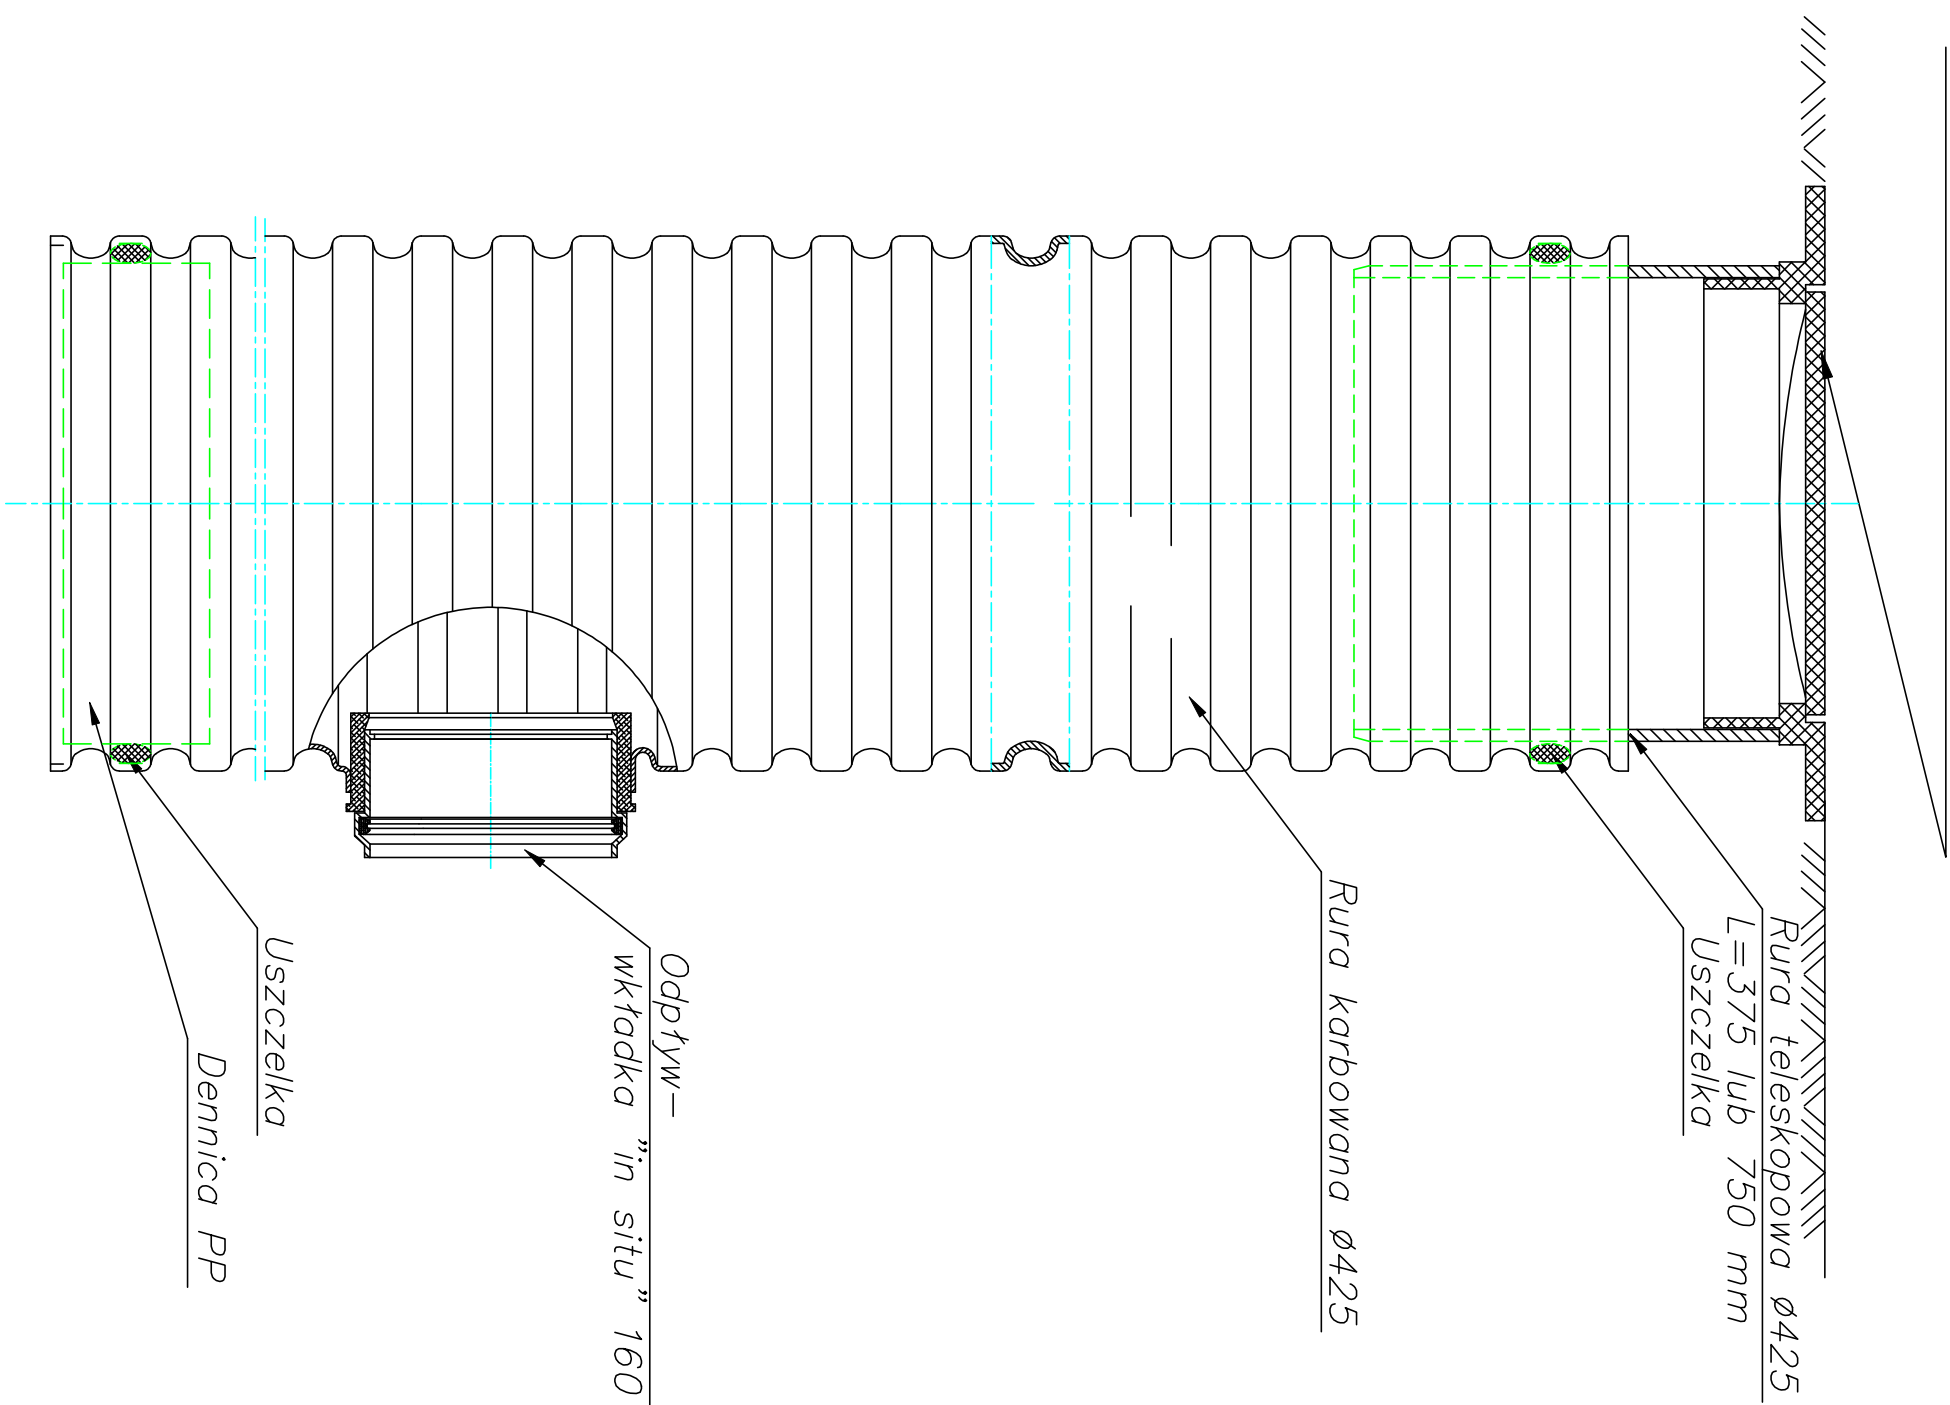 Rura teleskopowa ø425
L=375 lub 750 mm
Uszczelka
Rura karbowana ø425
Odpływ–
wkładka "in situ" 160
Uszczelka
Dennica PP